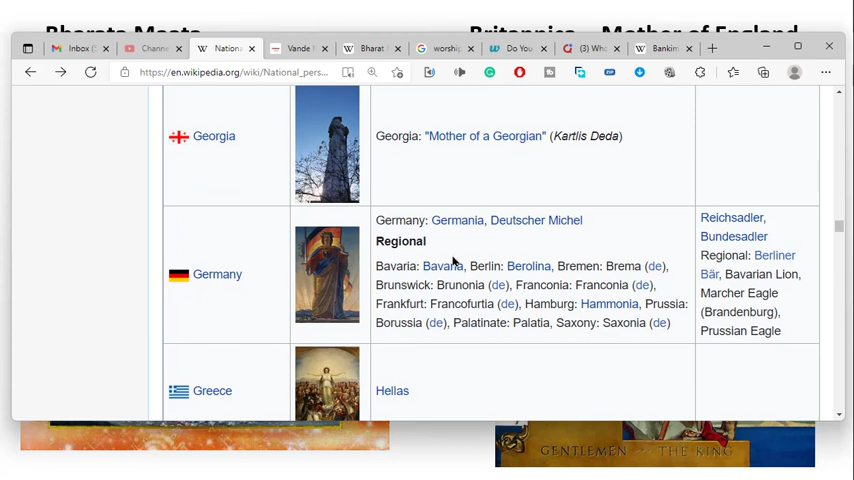 Bharata Maata
Britannica – Mother of England
Inbox (5
Channe
Nationa
Vande M
Bharat M
worship
Do You
(3) Who
Bankim
https://en.wikipedia.org/wiki/National_pers...
Georgia
Georgia: "Mother of a Georgian" (Kartlis Deda)
Germany
Germany: Germania, Deutscher Michel
Regional
Bavaria: Bavaria, Berlin: Berolina, Bremen: Brema (de),
Brunswick: Brunonia (de), Franconia: Franconia (de),
Frankfurt: Francofurtia (de), Hamburg: Hammonia, Prussia:
Borussia (de), Palatinate: Palatia, Saxony: Saxonia (de)
Reichsadler,
Bundesadler
Regional: Berliner
Bär, Bavarian Lion,
Marcher Eagle
(Brandenburg),
Prussian Eagle
Greece
Hellas
GENTLEMEN THE KING